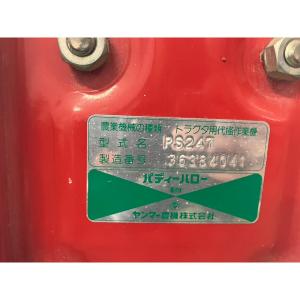 農業機械の種類 トラクタ用代掻作業機
型式名 PS247
製造番号 36384041
パディーハロー
ヤンマー農機株式会社